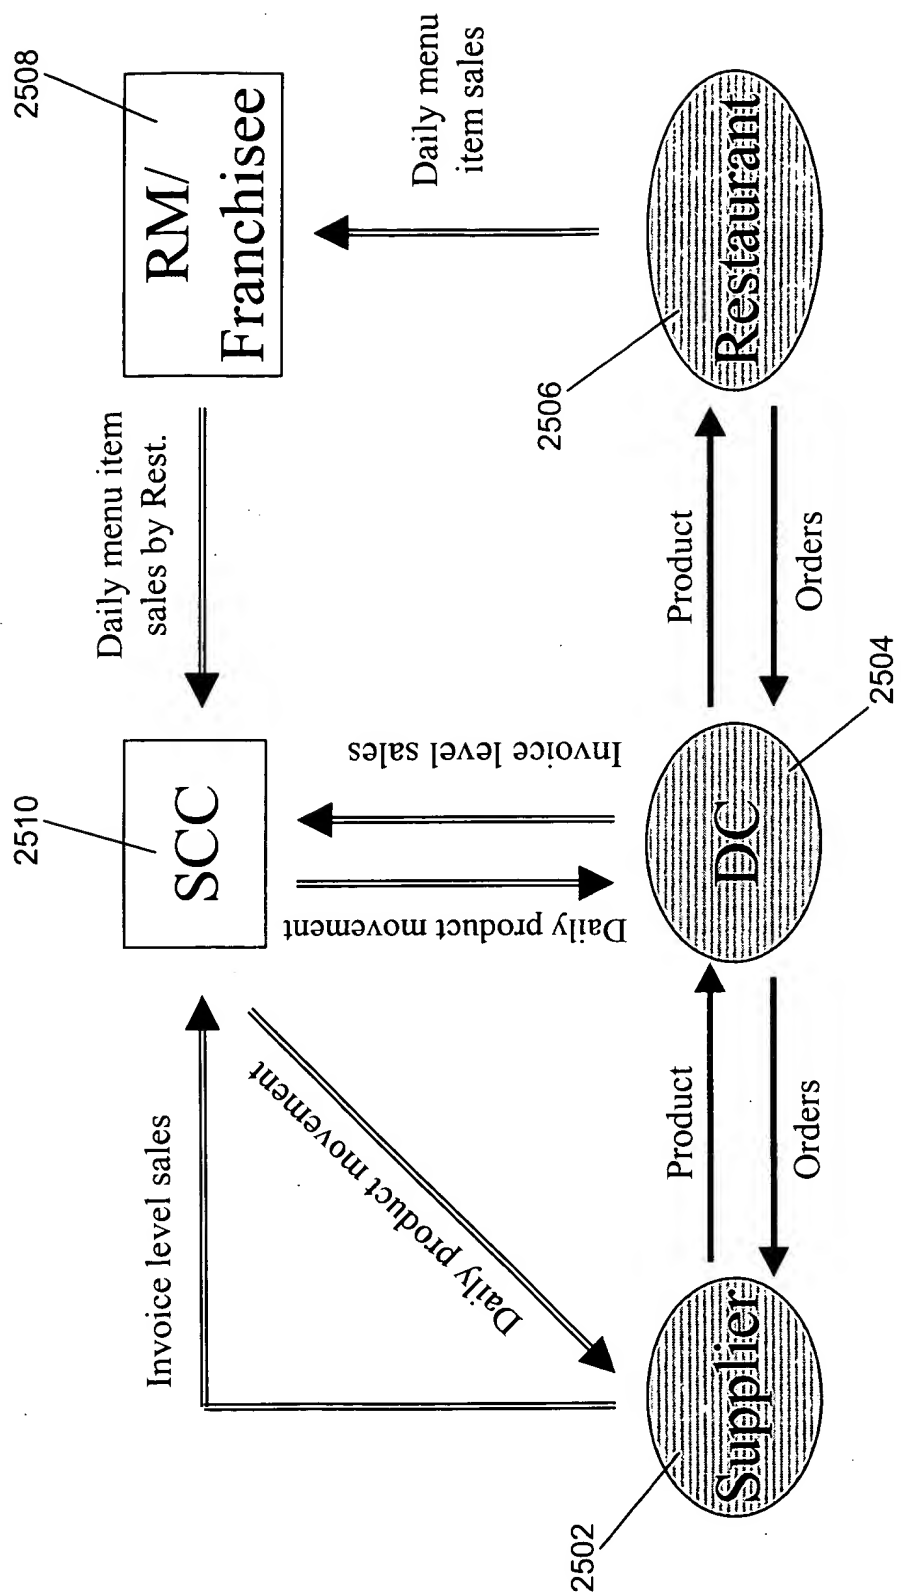 2510
2508
SCC
RM/
Franchisee
Invoice level sales
Daily menu item
sales by Rest.
Daily product movement
Daily product movement
Invoice level sales
Daily menu
item sales
2506
2502
Supplier
Product
Orders
DC
2504
Product
Orders
Restaurant